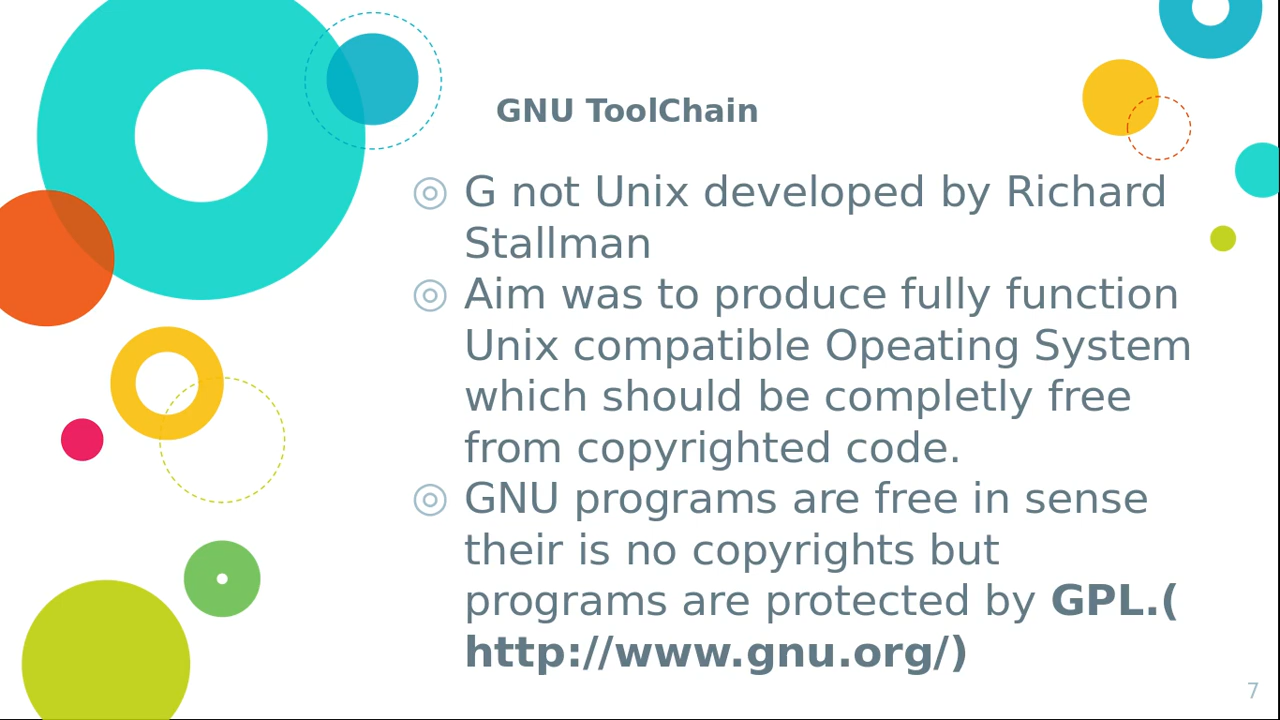 GNU ToolChain
◎ G not Unix developed by Richard
Stallman
◎ Aim was to produce fully function
Unix compatible Opeating System
which should be completly free
from copyrighted code.
◎ GNU programs are free in sense
their is no copyrights but
programs are protected by GPL.(
http://www.gnu.org/)
7